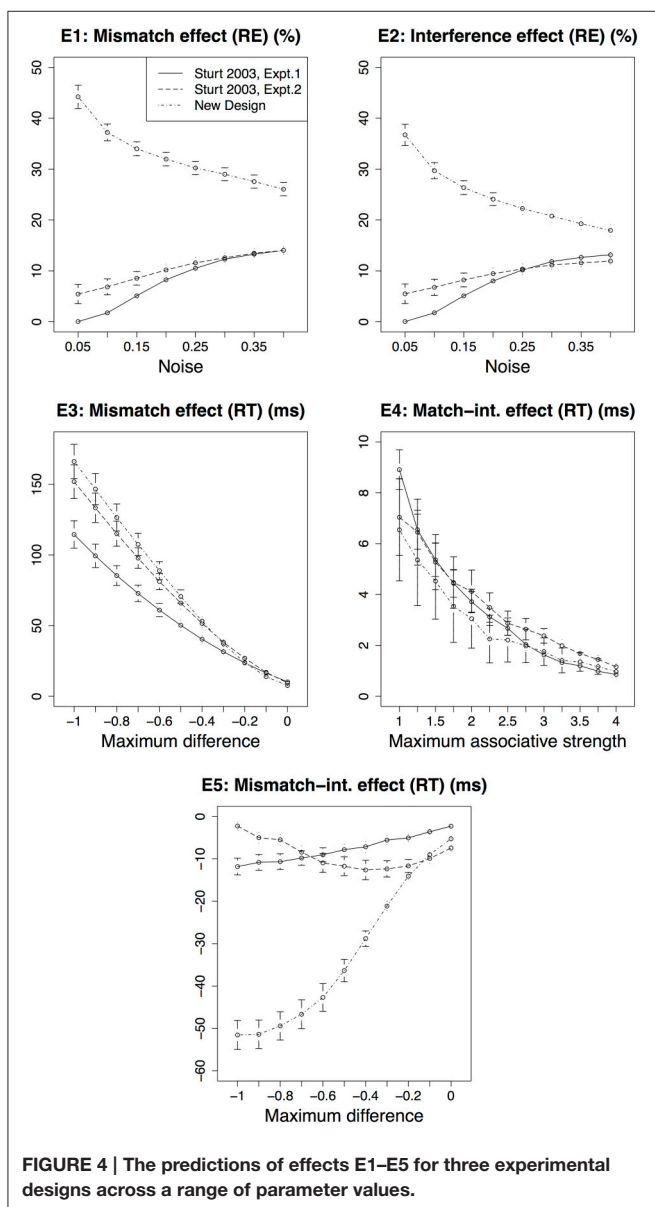 E1: Mismatch effect (RE) (%)
50
40
30
20
10
0
Sturt 2003, Expt.1
Sturt 2003, Expt.2
New Design
0.05 0.15 0.25 0.35
Noise
E2: Interference effect (RE) (%)
50
40
30
20
10
0
0.05 0.15 0.25 0.35
Noise
E3: Mismatch effect (RT) (ms)
150
100
50
0
−1 −0.8 −0.6 −0.4 −0.2 0
Maximum difference
E4: Match−int. effect (RT) (ms)
10
8
6
4
2
0
1 1.5 2 2.5 3 3.5 4
Maximum associative strength
E5: Mismatch−int. effect (RT) (ms)
0
−10
−20
−30
−40
−50
−60
−1 −0.8 −0.6 −0.4 −0.2 0
Maximum difference
FIGURE 4 | The predictions of effects E1–E5 for three experimental
designs across a range of parameter values.